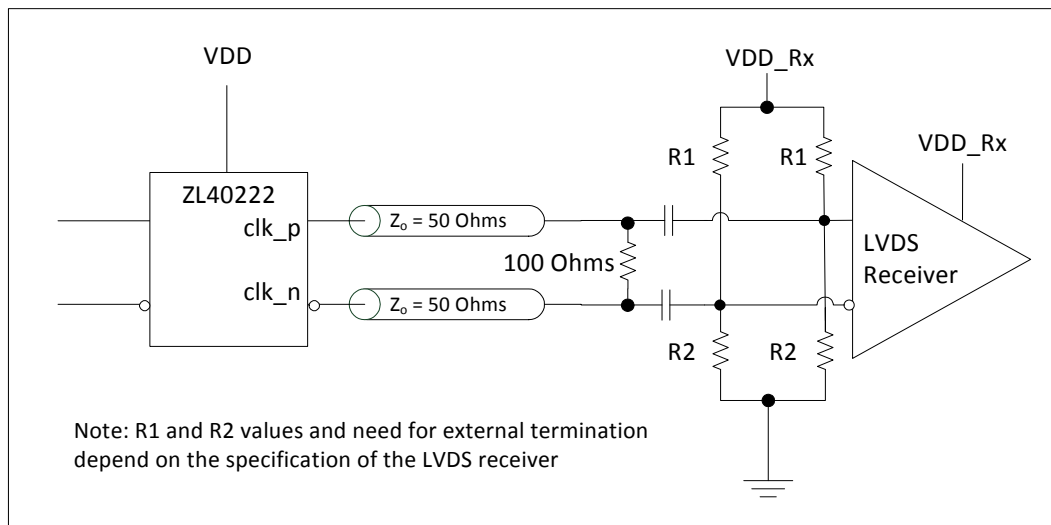 VDD
VDD_Rx
R1
R1
VDD_Rx
ZL40222
clk_p
Zo = 50 Ohms
LVDS
Receiver
100 Ohms
clk_n
Zo = 50 Ohms
R2
R2
Note: R1 and R2 values and need for external termination
depend on the specification of the LVDS receiver